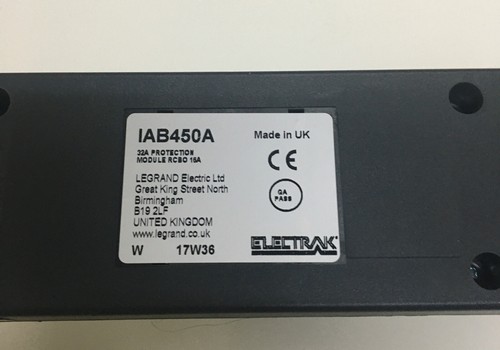 IAB450A
Made in UK
32A PROTECTION
MODULE RCBO 16A
CE
LEGRAND Electric Ltd
Great King Street North
Birmingham
B19 2LF
UNITED KINGDOM
www.legrand.co.uk
QA
PASS
W 17W36
ELECTRAK